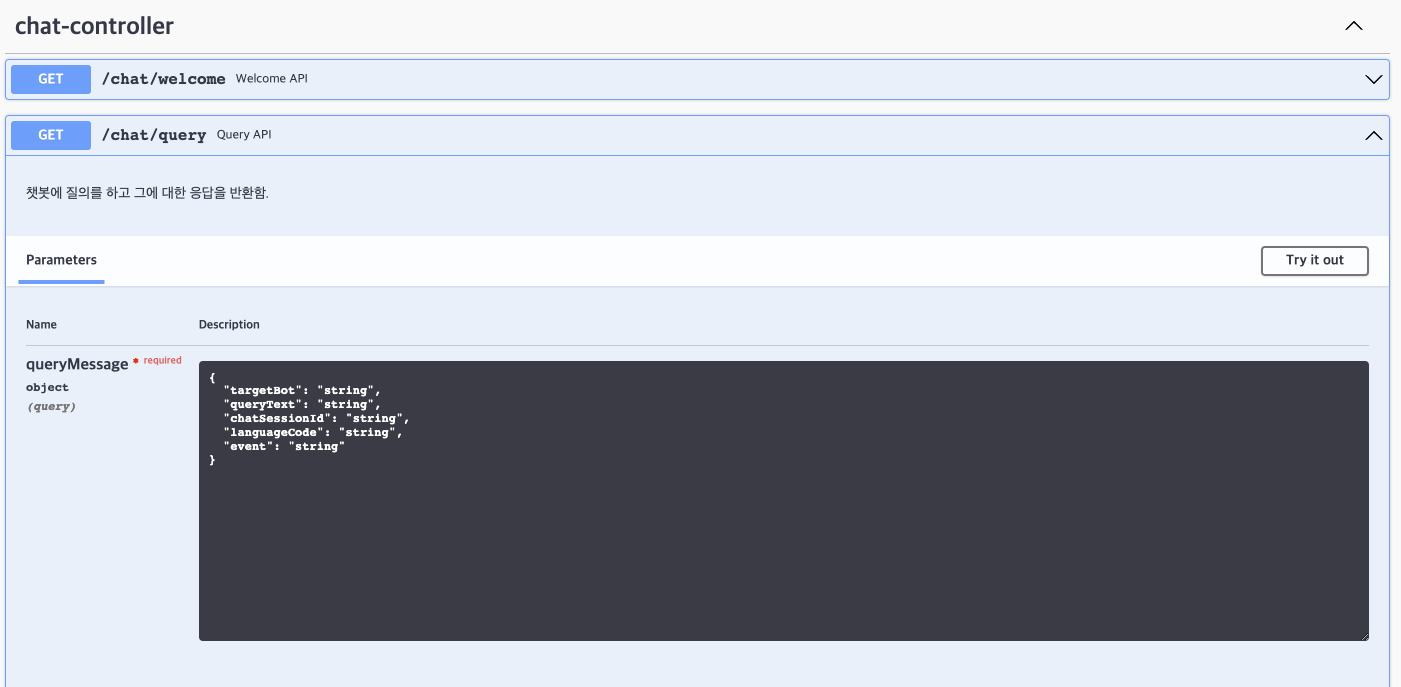 chat-controller
GET /chat/welcome Welcome API
GET /chat/query Query API
챗봇에 질의를 하고 그에 대한 응답을 반환함.
Parameters Try it out
Name Description
queryMessage * required
object
(query)
{
  "targetBot": "string",
  "queryText": "string",
  "chatSessionId": "string",
  "languageCode": "string",
  "event": "string"
}